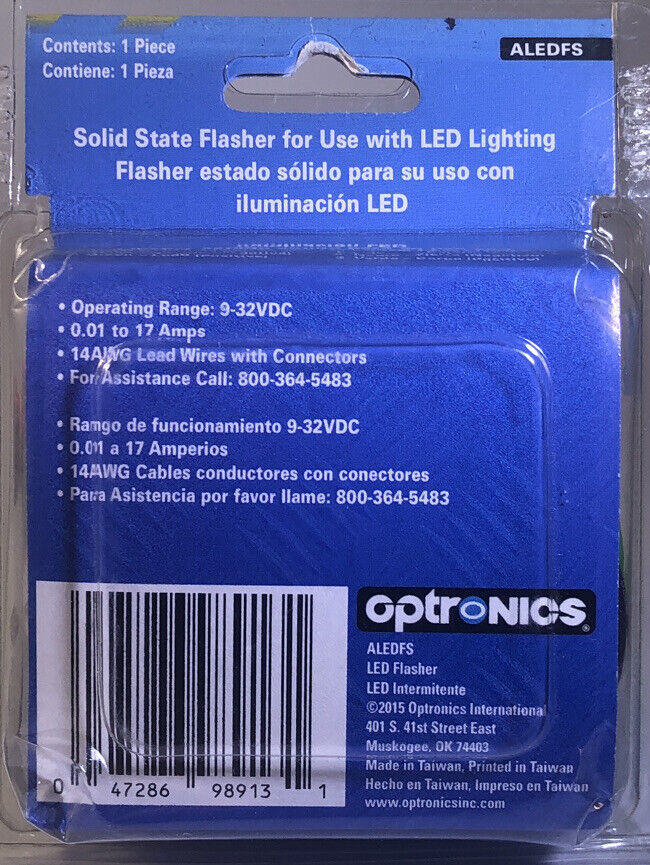 Contents: 1 Piece
Contiene: 1 Pieza
ALEDFS
Solid State Flasher for Use with LED Lighting
Flasher estado sólido para su uso con
iluminación LED
• Operating Range: 9-32VDC
• 0.01 to 17 Amps
• 14AWG Lead Wires with Connectors
• For Assistance Call: 800-364-5483
• Rango de funcionamiento 9-32VDC
• 0.01 a 17 Amperios
• 14AWG Cables conductores con conectores
• Para Asistencia por favor llame: 800-364-5483
optronics®
ALEDFS
LED Flasher
LED Intermitente
©2015 Optronics International
401 S. 41st Street East
Muskogee, OK 74403
Made in Taiwan, Printed in Taiwan
Hecho en Taiwan, Impreso en Taiwan
www.optronicsinc.com
0 47286 98913 1